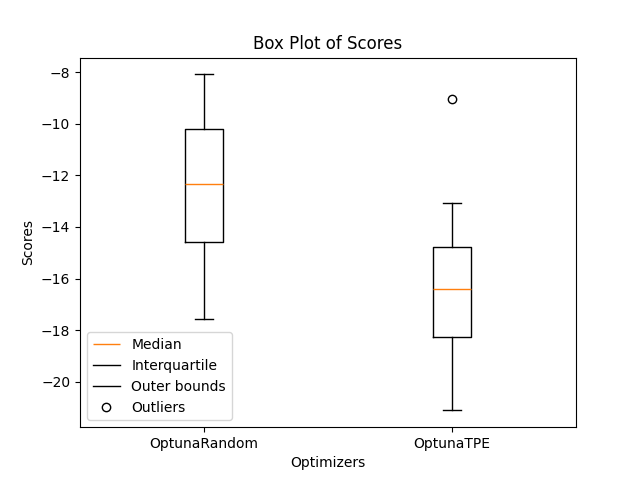 Box Plot of Scores
−8
−10
−12
−14
−16
−18
−20
Scores
Median
Interquartile
Outer bounds
Outliers
OptunaRandom
OptunaTPE
Optimizers